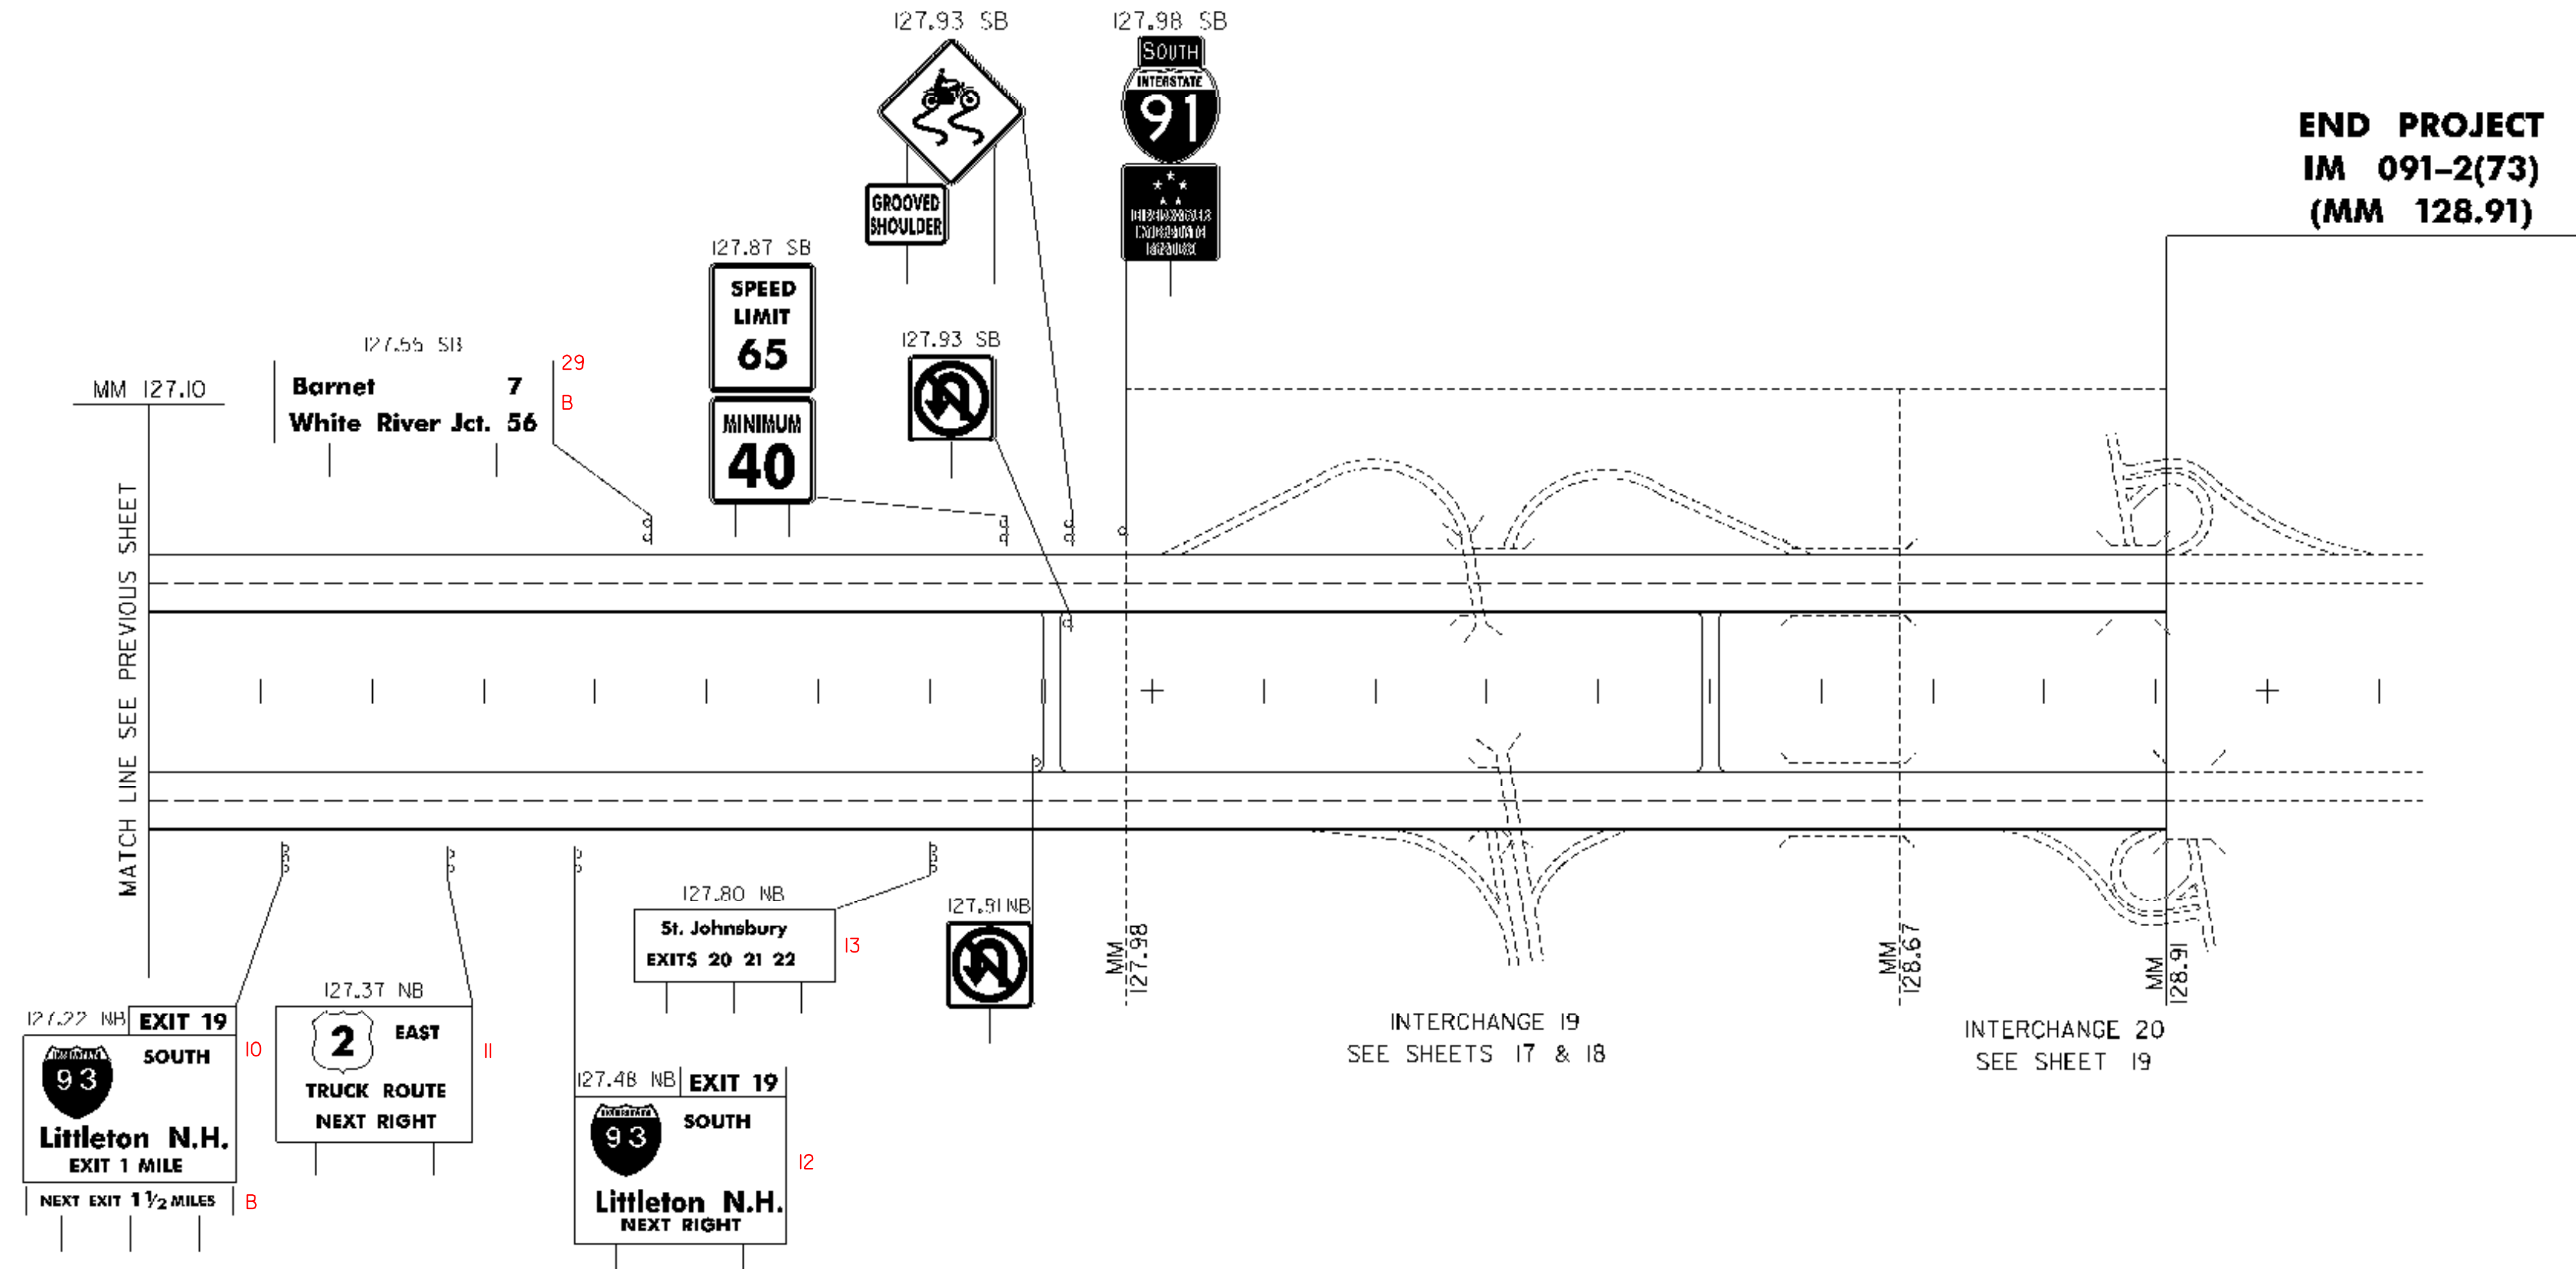 127.93 SB
127.98 SB
SOUTH
INTERSTATE
91
GROOVED
SHOULDER
END PROJECT
IM 091-2(73)
(MM 128.91)
127.87 SB
SPEED
LIMIT
65
MINIMUM
40
127.93 SB
SB
Barnet 7
White River Jct. 56
29
B
MM 127.10
MATCH LINE SEE PREVIOUS SHEET
127.22 NB
EXIT 19
93
SOUTH
Littleton N.H.
EXIT 1 MILE
10
NEXT EXIT 1 1/2 MILES
B
127.37 NB
2
EAST
TRUCK ROUTE
NEXT RIGHT
11
127.48 NB
EXIT 19
93
SOUTH
Littleton N.H.
NEXT RIGHT
12
127.80 NB
St. Johnsbury
EXITS 20 21 22
13
127.91 NB
MM
127.98
MM
128.67
MM
128.91
INTERCHANGE 19
SEE SHEETS 17 & 18
INTERCHANGE 20
SEE SHEET 19